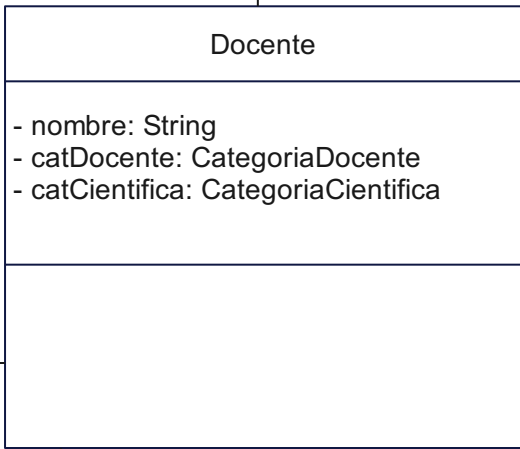 Docente
- nombre: String
- catDocente: CategoriaDocente
- catCientifica: CategoriaCientifica